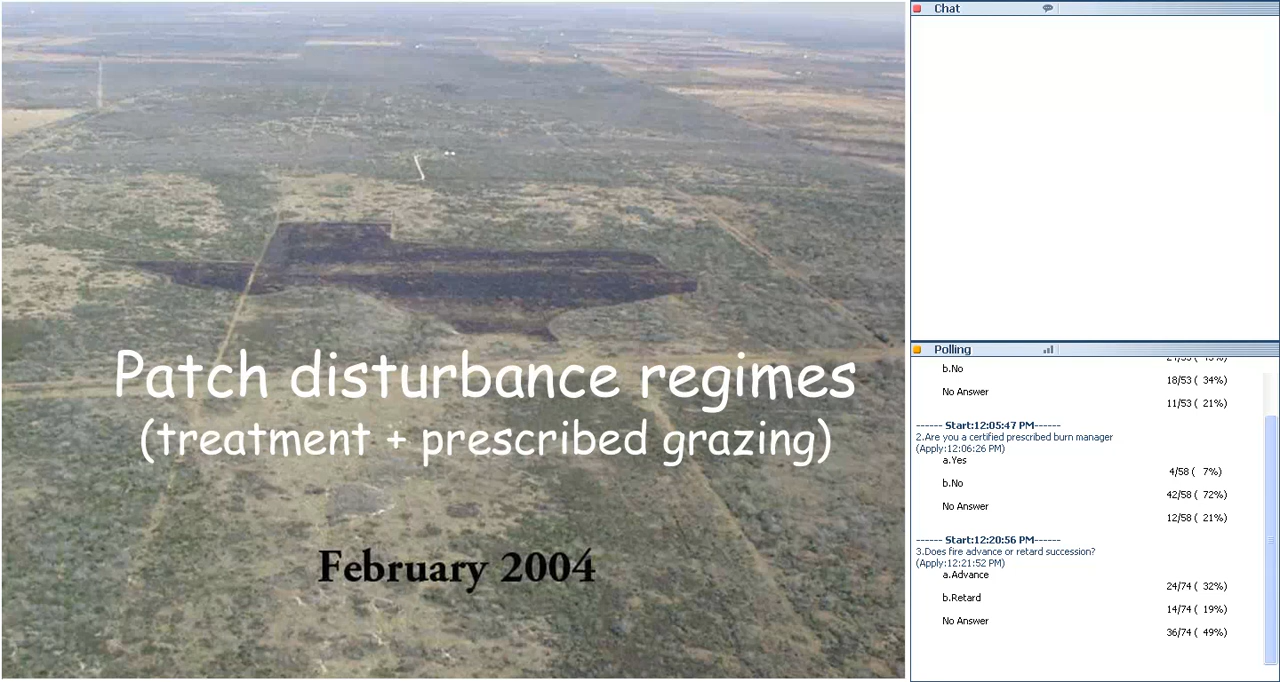 Patch disturbance regimes
(treatment + prescribed grazing)
February 2004
Chat
Polling
b.No
18/53 ( 34%)
No Answer
11/53 ( 21%)
------ Start:12:05:47 PM------
2.Are you a certified prescribed burn manager
(Apply:12:06:26 PM)
a.Yes
4/58 ( 7%)
b.No
42/58 ( 72%)
No Answer
12/58 ( 21%)
------ Start:12:20:56 PM------
3.Does fire advance or retard succession?
(Apply:12:21:52 PM)
a.Advance
24/74 ( 32%)
b.Retard
14/74 ( 19%)
No Answer
36/74 ( 49%)